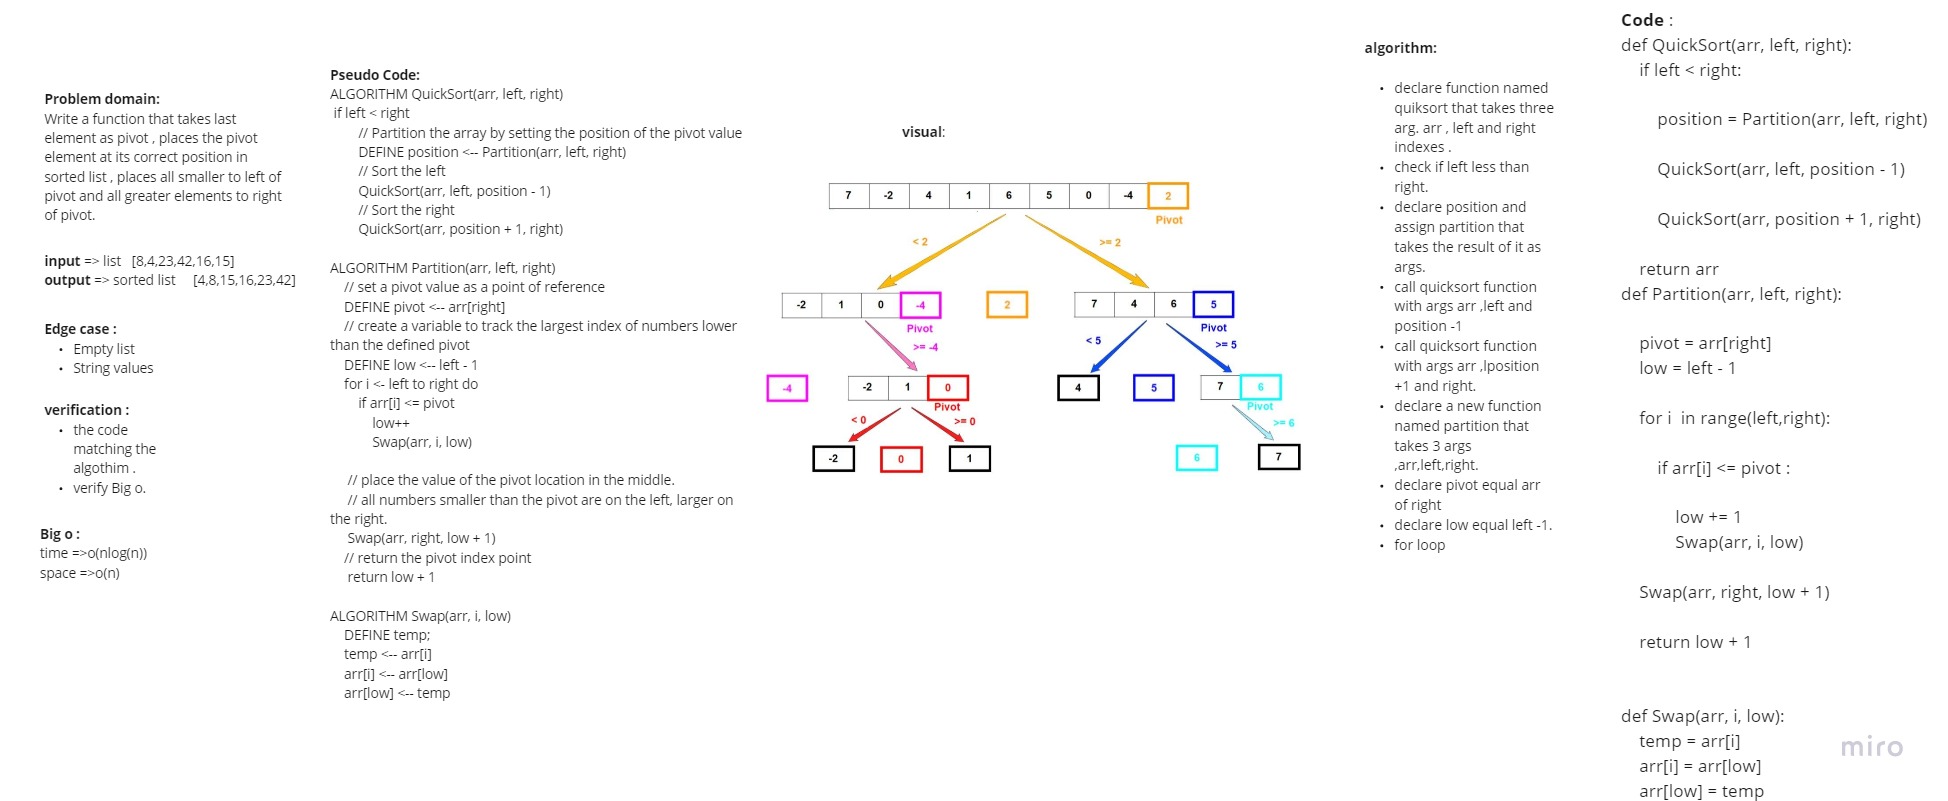 Problem domain:
Write a function that takes last
element as pivot , places the pivot
element at its correct position in
sorted list , places all smaller to left of
pivot and all greater elements to right
of pivot.
input => list [8,4,23,42,16,15]
output => sorted list [4,8,15,16,23,42]
Edge case :
• Empty list
• String values
verification :
• the code
matching the
algothim .
• verify Big o.
Big o :
time =>o(nlog(n))
space =>o(n)
Pseudo Code:
ALGORITHM QuickSort(arr, left, right)
if left < right
// Partition the array by setting the position of the pivot value
DEFINE position <-- Partition(arr, left, right)
// Sort the left
QuickSort(arr, left, position - 1)
// Sort the right
QuickSort(arr, position + 1, right)
ALGORITHM Partition(arr, left, right)
// set a pivot value as a point of reference
DEFINE pivot <-- arr[right]
// create a variable to track the largest index of numbers lower
than the defined pivot
DEFINE low <-- left - 1
for i <- left to right do
if arr[i] <= pivot
low++
Swap(arr, i, low)
// place the value of the pivot location in the middle.
// all numbers smaller than the pivot are on the left, larger on
the right.
Swap(arr, right, low + 1)
// return the pivot index point
return low + 1
ALGORITHM Swap(arr, i, low)
DEFINE temp;
temp <-- arr[i]
arr[i] <-- arr[low]
arr[low] <-- temp
visual:
7 -2 4 1 6 5 0 -4 2
Pivot
< 2 >= 2
-2 1 0 -4 2 7 4 6 5
Pivot Pivot
>= -4 < 5 >= 5
-4 -2 1 0 4 5 7 6
Pivot Pivot
< 0 >= 0 >= 6
-2 0 1 6 7
algorithm:
• declare function named
quiksort that takes three
arg. arr , left and right
indexes .
• check if left less than
right.
• declare position and
assign partition that
takes the result of it as
args.
• call quicksort function
with args arr ,left and
position -1
• call quicksort function
with args arr ,lposition
+1 and right.
• declare a new function
named partition that
takes 3 args
,arr,left,right.
• declare pivot equal arr
of right
• declare low equal left -1.
• for loop
Code :
def QuickSort(arr, left, right):
if left < right:
position = Partition(arr, left, right)
QuickSort(arr, left, position - 1)
QuickSort(arr, position + 1, right)
return arr
def Partition(arr, left, right):
pivot = arr[right]
low = left - 1
for i in range(left,right):
if arr[i] <= pivot :
low += 1
Swap(arr, i, low)
Swap(arr, right, low + 1)
return low + 1
def Swap(arr, i, low):
temp = arr[i]
arr[i] = arr[low]
arr[low] = temp
miro